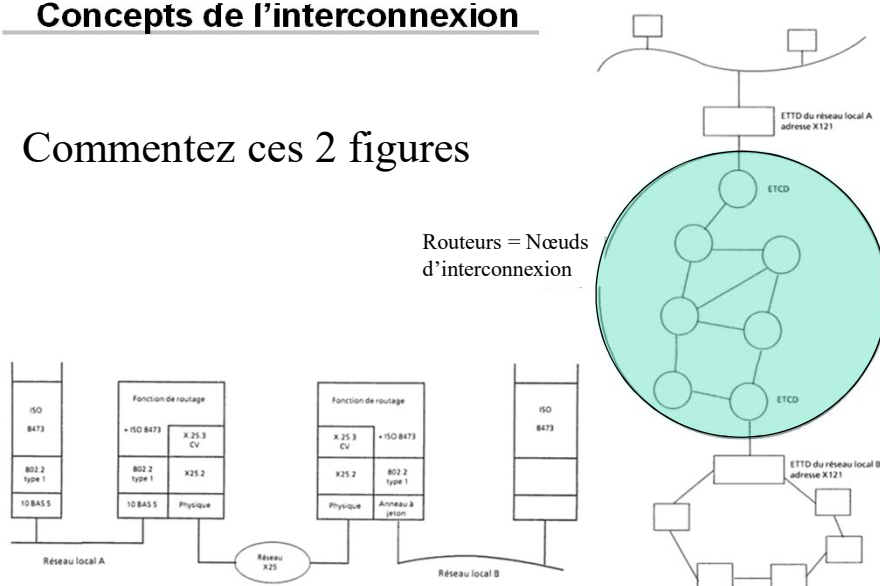 Concepts de l'interconnexion
Commentez ces 2 figures
ETTD du réseau local A
adresse X121
ETCD
Routeurs = Nœuds
d'interconnexion
ETCD
ETTD du réseau local B
adresse X121
ISO
8473
802.2
type 1
10 BAS 5
Fonction de routage
+ ISO 8473
X.25.3
CV
802.2
type 1
X25.2
10 BAS 5
Physique
Fonction de routage
X.25 3
CV
+ ISO 8473
X25.2
802.2
type 1
Physique
Anneau à
jeton
ISO
8473
Réseau local A
Réseau
X25
Réseau local B